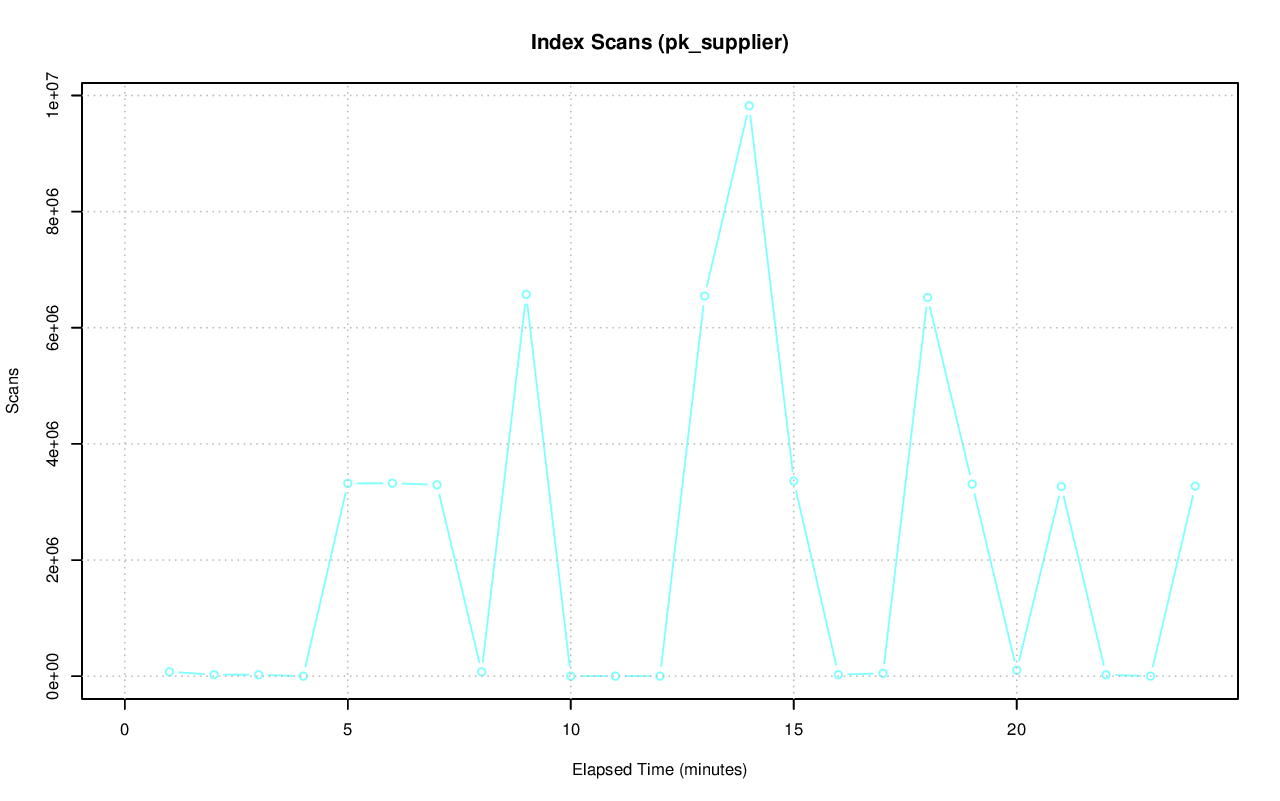 Index Scans (pk_supplier)
1e+07
8e+06
6e+06
4e+06
2e+06
0e+00
Scans
0 5 10 15 20
Elapsed Time (minutes)